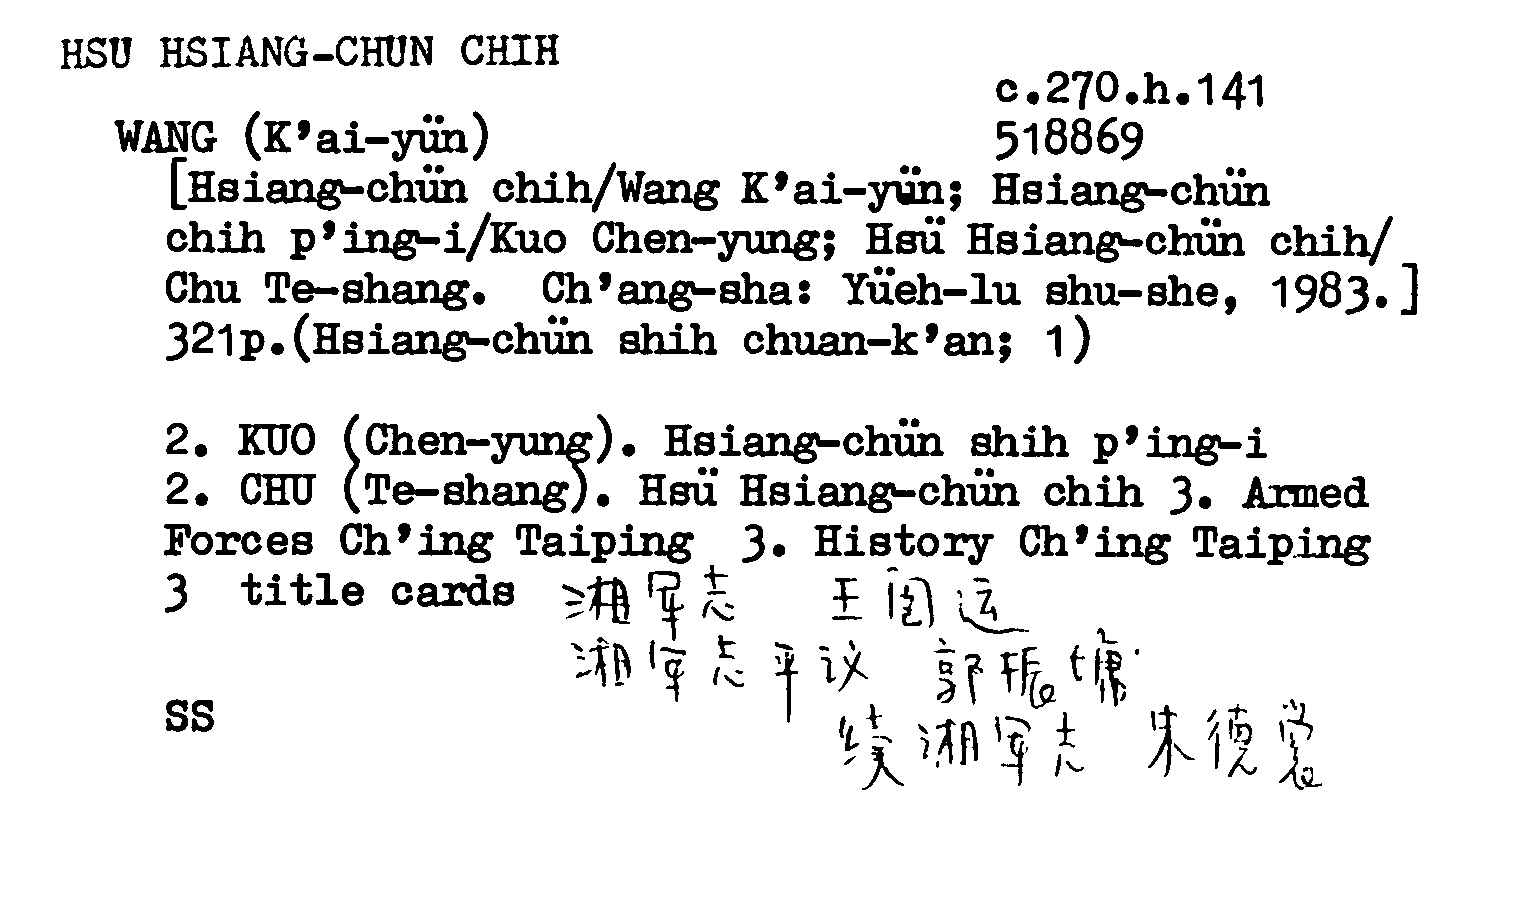 HSU HSIANG-CHUN CHIH
c.270.h.141
WANG (K'ai-yün)
518869
[Hsiang-chün chih/Wang K'ai-yün; Hsiang-chün
chih p'ing-i/Kuo Chen-yung; Hsü Hsiang-chün chih/
Chu Te-shang. Ch'ang-sha: Yüeh-lu shu-she, 1983.]
321p.(Hsiang-chün shih chuan-k'an; 1)
2. KUO (Chen-yung). Hsiang-chün shih p'ing-i
2. CHU (Te-shang). Hsü Hsiang-chün chih 3. Armed
Forces Ch'ing Taiping 3. History Ch'ing Taiping
3 title cards 湘军志 王闿运
湘军志平议 郭振墉
续湘军志 朱德裳
SS